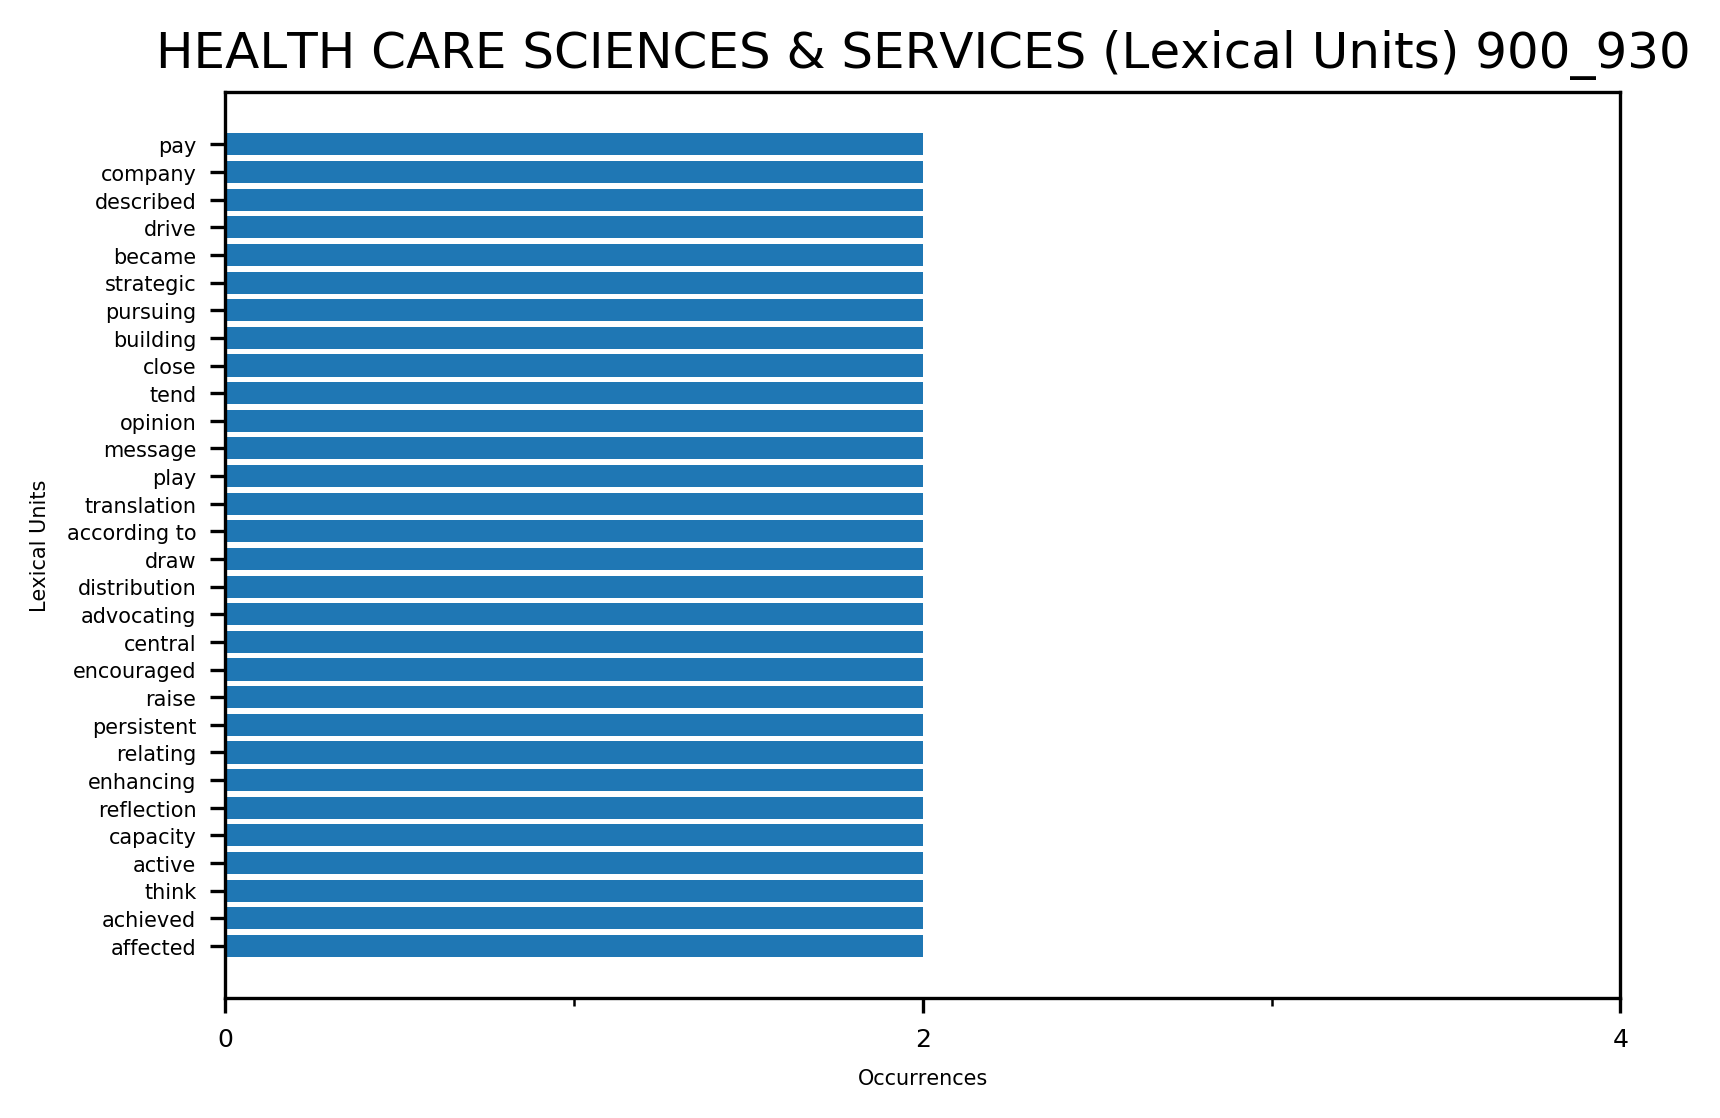 HEALTH CARE SCIENCES & SERVICES (Lexical Units) 900_930
pay
company
described
drive
became
strategic
pursuing
building
close
tend
opinion
message
play
translation
according to
draw
distribution
advocating
central
encouraged
raise
persistent
relating
enhancing
reflection
capacity
active
think
achieved
affected
Lexical Units
0 2 4
Occurrences